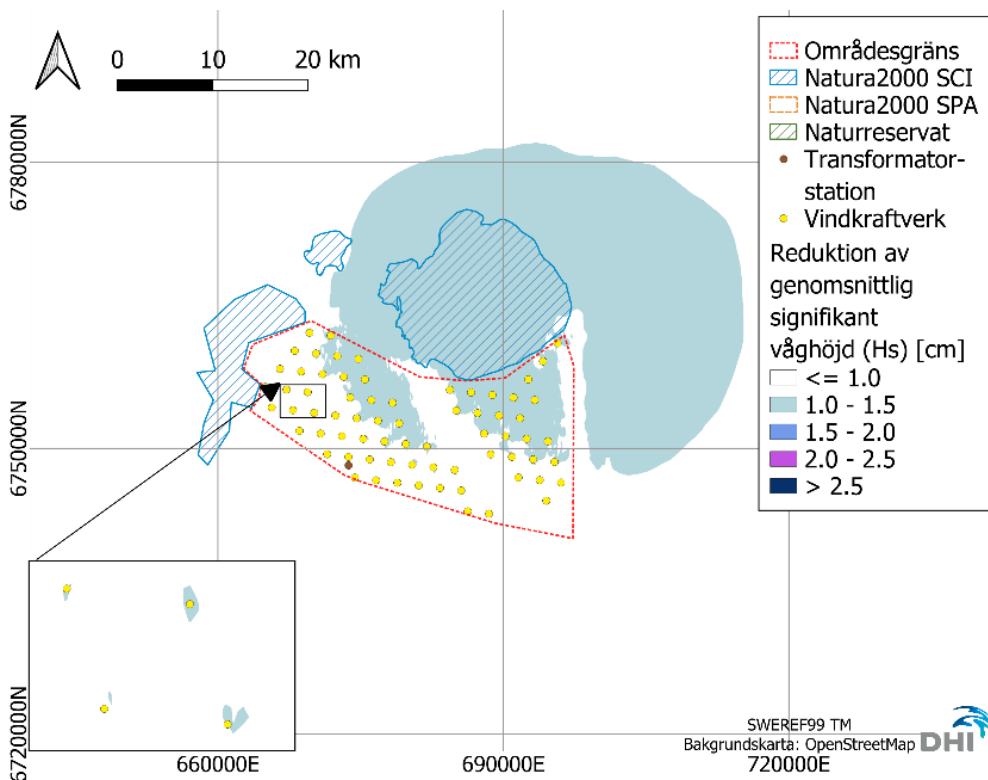 0 10 20 km
Områdesgräns
Natura2000 SCI
Natura2000 SPA
Naturreservat
Transformator-
station
Vindkraftverk
Reduktion av
genomsnittlig
signifikant
våghöjd (Hs) [cm]
<= 1.0
1.0 - 1.5
1.5 - 2.0
2.0 - 2.5
> 2.5
6780000N
6750000N
6720000N
660000E 690000E 720000E
SWEREF99 TM
Bakgrundskarta: OpenStreetMap
DHI